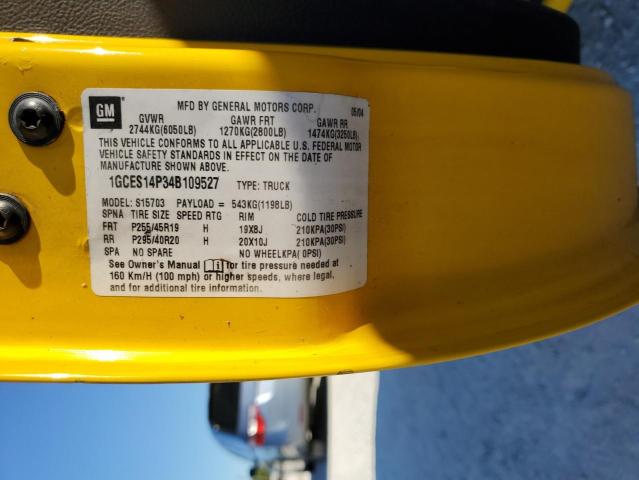 GM
MFD BY GENERAL MOTORS CORP. 05/04
GVWR GAWR FRT GAWR RR
2744KG(6050LB) 1270KG(2800LB) 1474KG(3250LB)
THIS VEHICLE CONFORMS TO ALL APPLICABLE U.S. FEDERAL MOTOR
VEHICLE SAFETY STANDARDS IN EFFECT ON THE DATE OF
MANUFACTURE SHOWN ABOVE.
1GCES14P34B109527 TYPE: TRUCK
MODEL: S15703 PAYLOAD = 543KG(1198LB)
SPNA TIRE SIZE SPEED RTG RIM COLD TIRE PRESSURE
FRT P255/45R19 H 19X8J 210KPA(30PSI)
RR P295/40R20 H 20X10J 210KPA(30PSI)
SPA NO SPARE NO WHEELKPA( 0PSI)
See Owner's Manual for tire pressure needed at
160 Km/H (100 mph) or higher speeds, where legal,
and for additional tire information.